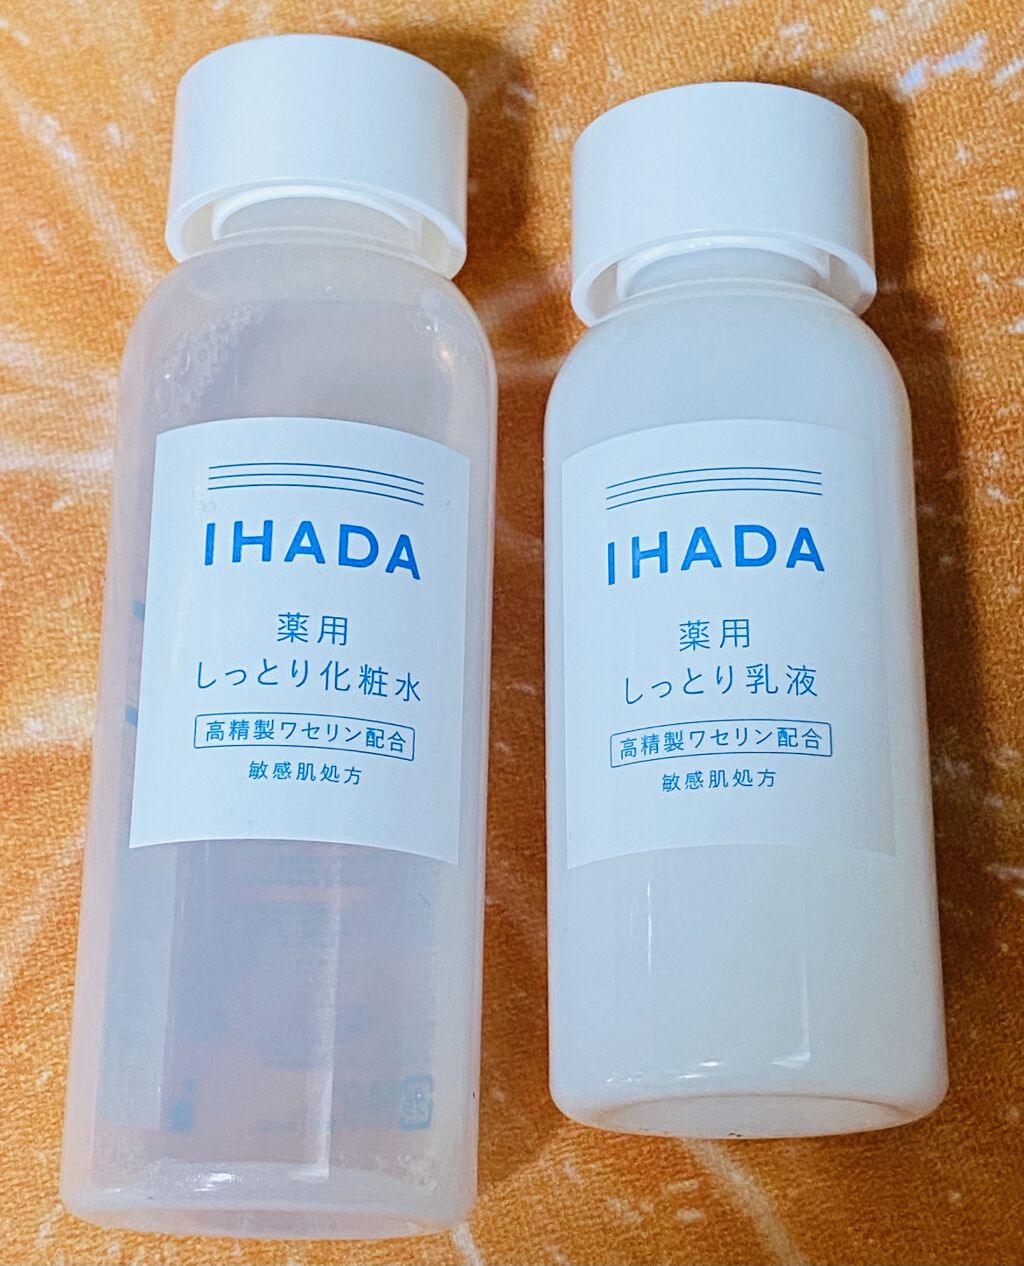 IHADA
薬用
しっとり化粧水
高精製ワセリン配合
敏感肌処方
IHADA
薬用
しっとり乳液
高精製ワセリン配合
敏感肌処方